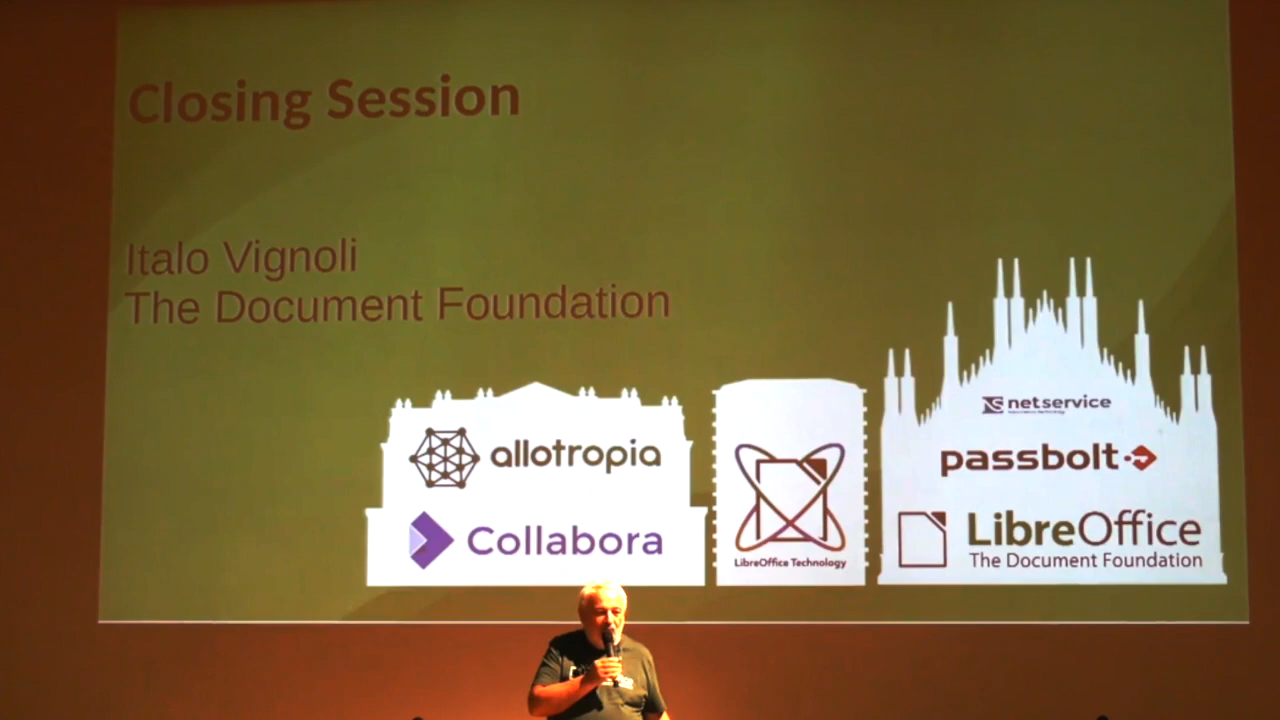 Closing Session
Italo Vignoli
The Document Foundation
allotropia
Collabora
LibreOffice Technology
netservice
passbolt
LibreOffice
The Document Foundation